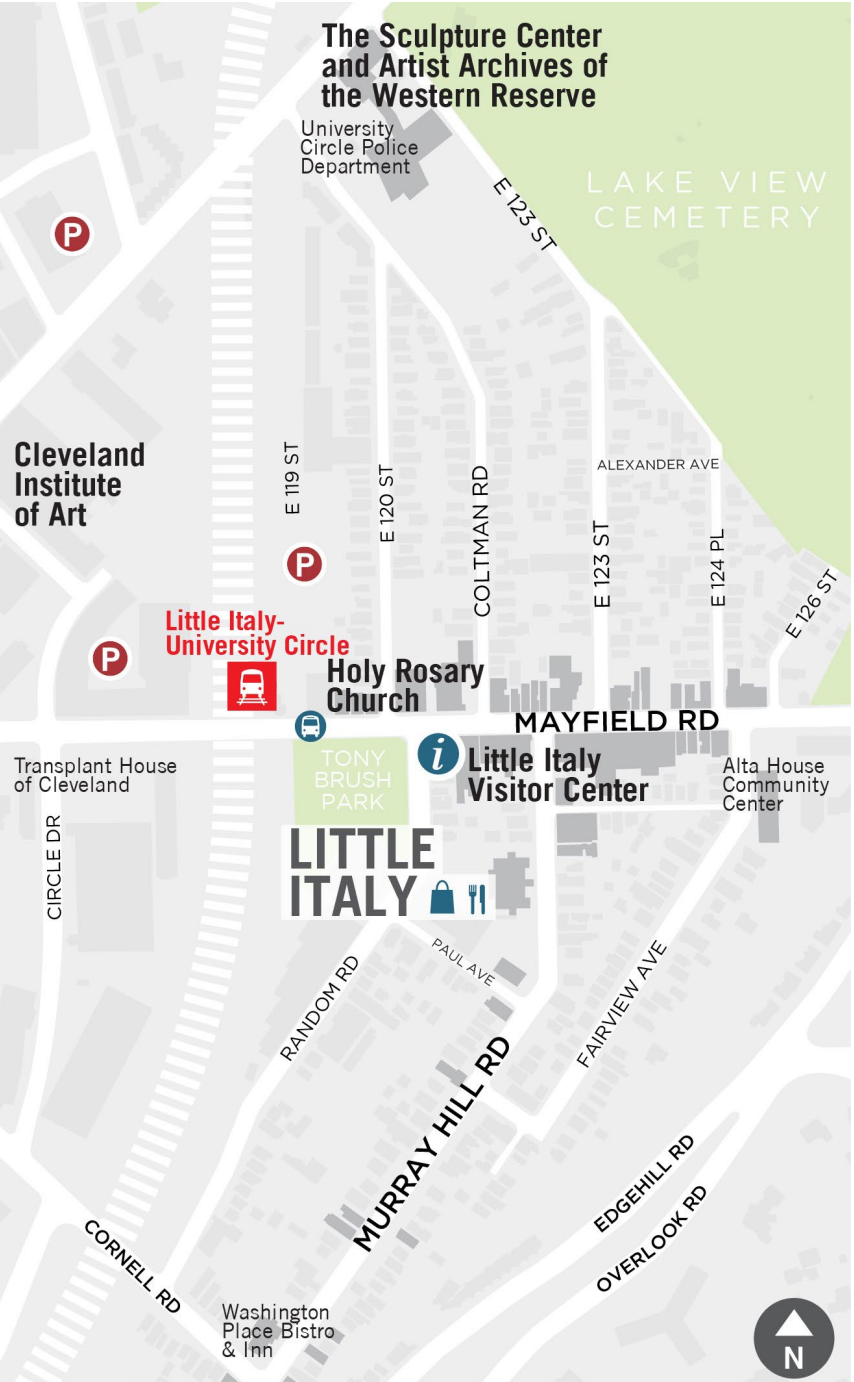 The Sculpture Center
and Artist Archives of
the Western Reserve
University
Circle Police
Department
E 123 ST
LAKE VIEW
CEMETERY
P
Cleveland
Institute
of Art
E 119 ST
E 120 ST
COLTMAN RD
ALEXANDER AVE
E 123 ST
E 124 PL
E 126 ST
P
P
Little Italy-
University Circle
Holy Rosary
Church
MAYFIELD RD
Transplant House
of Cleveland
TONY
BRUSH
PARK
i
Little Italy
Visitor Center
Alta House
Community
Center
CIRCLE DR
LITTLE
ITALY
PAUL AVE
RANDOM RD
FAIRVIEW AVE
MURRAY HILL RD
EDGEHILL RD
OVERLOOK RD
CORNELL RD
Washington
Place Bistro
& Inn
N